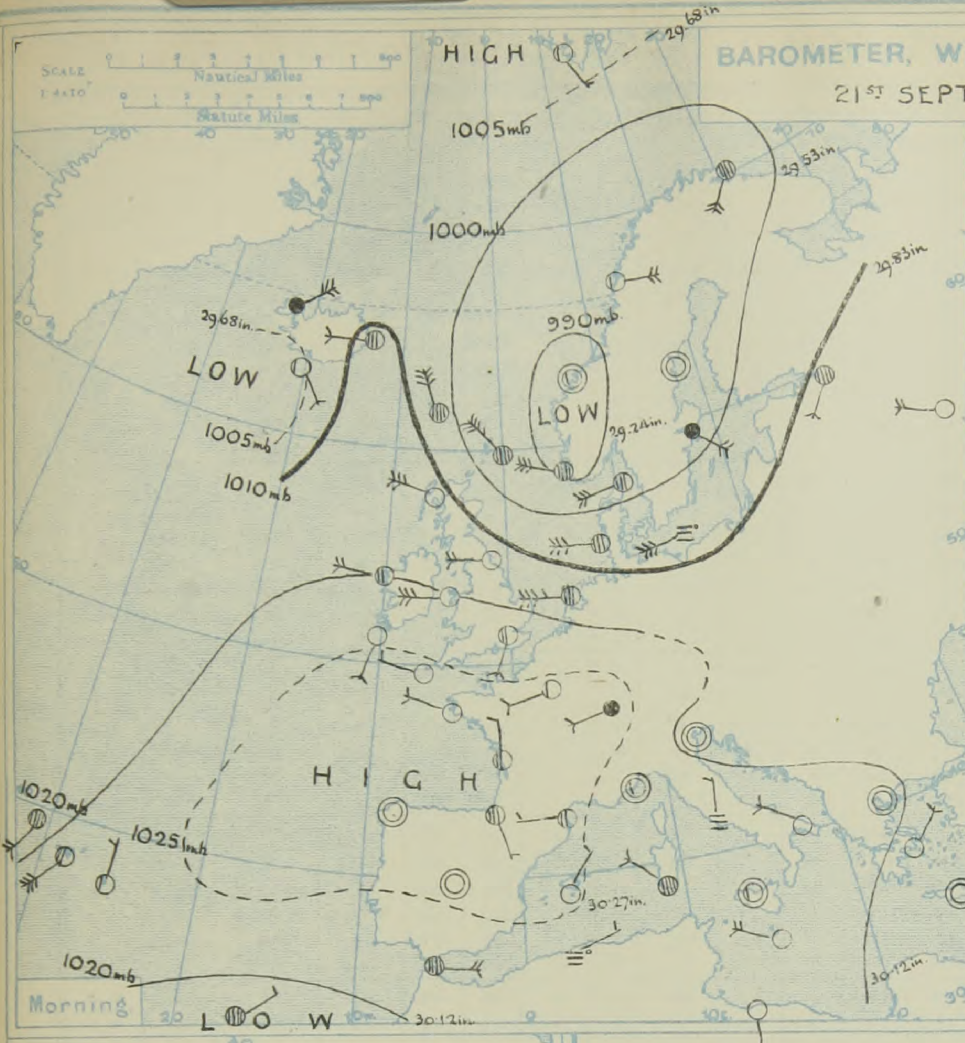 HIGH
29.68in
BAROMETER, W
21ST SEPT
SCALE
Nautical Miles
Statute Miles
1005mb
29.53in
1000mb
29.83in.
29.68in.
990mb.
LOW
LOW
29.24in.
1005mb
1010mb
HIGH
1020mb
1025mb
30.27in.
1020mb
30.12in.
Morning
20
LOW
30.12in.
0